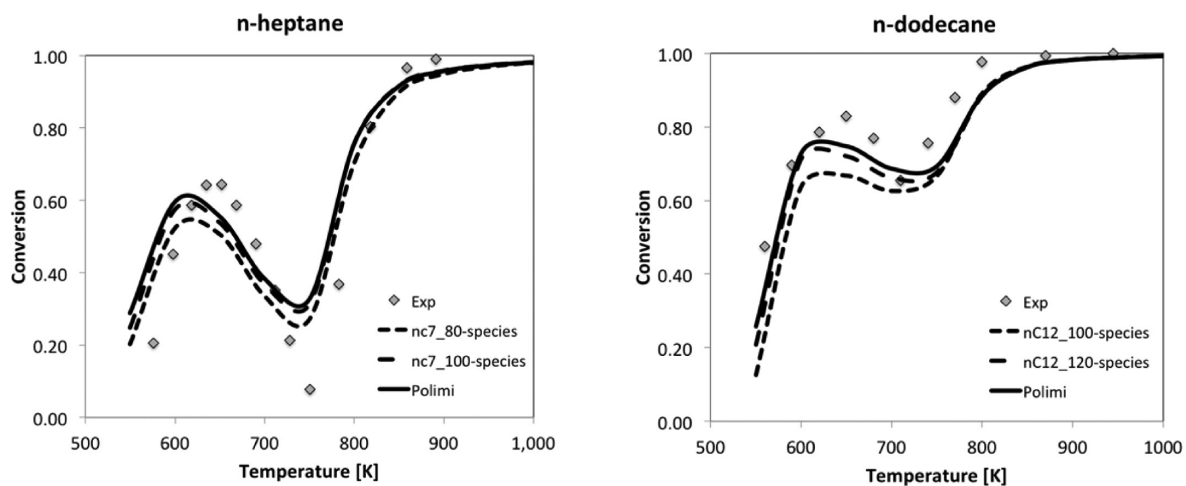 n-heptane
1.00
0.80
0.60
0.40
0.20
0.00
Conversion
500
600
700
800
900
1,000
Temperature [K]
Exp
nc7_80-species
nc7_100-species
Polimi
n-dodecane
1.00
0.80
0.60
0.40
0.20
0.00
Conversion
500
600
700
800
900
1000
Temperature [K]
Exp
nC12_100-species
nC12_120-species
Polimi